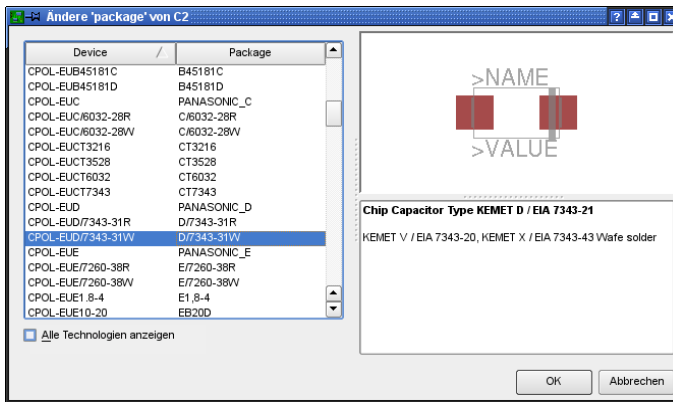 Ändere 'package' von C2
Device / Package
CPOL-EUB45181C B45181C
CPOL-EUB45181D B45181D
CPOL-EUC PANASONIC_C
CPOL-EUC/6032-28R C/6032-28R
CPOL-EUC/6032-28W C/6032-28W
CPOL-EUCT3216 CT3216
CPOL-EUCT3528 CT3528
CPOL-EUCT6032 CT6032
CPOL-EUCT7343 CT7343
CPOL-EUD PANASONIC_D
CPOL-EUD/7343-31R D/7343-31R
CPOL-EUD/7343-31W D/7343-31W
CPOL-EUE PANASONIC_E
CPOL-EUE/7260-38R E/7260-38R
CPOL-EUE/7260-38W E/7260-38W
CPOL-EUE1.8-4 E1,8-4
CPOL-EUE10-20 EB20D
Alle Technologien anzeigen
>NAME
>VALUE
Chip Capacitor Type KEMET D / EIA 7343-21
KEMET V / EIA 7343-20, KEMET X / EIA 7343-43 Wafe solder
OK Abbrechen